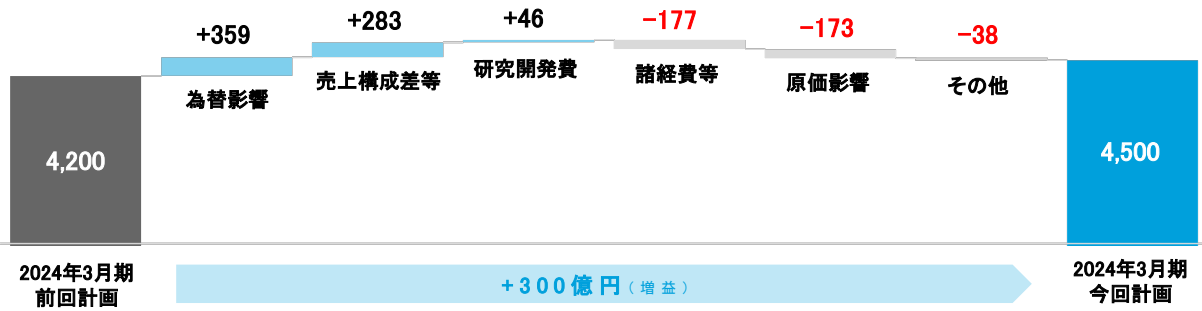 +359
+283
+46
−177
−173
−38
為替影響
売上構成差等
研究開発費
諸経費等
原価影響
その他
4,200
4,500
2024年3月期
前回計画
+300億円(増益)
2024年3月期
今回計画